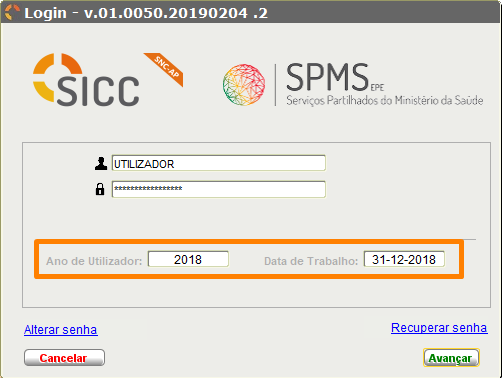 Login - v.01.0050.20190204 .2
SICC
SNC-AP
SPMS EPE
Serviços Partilhados do Ministério da Saúde
UTILIZADOR
****************
Ano de Utilizador: 2018 Data de Trabalho: 31-12-2018
Alterar senha Recuperar senha
Cancelar Avançar